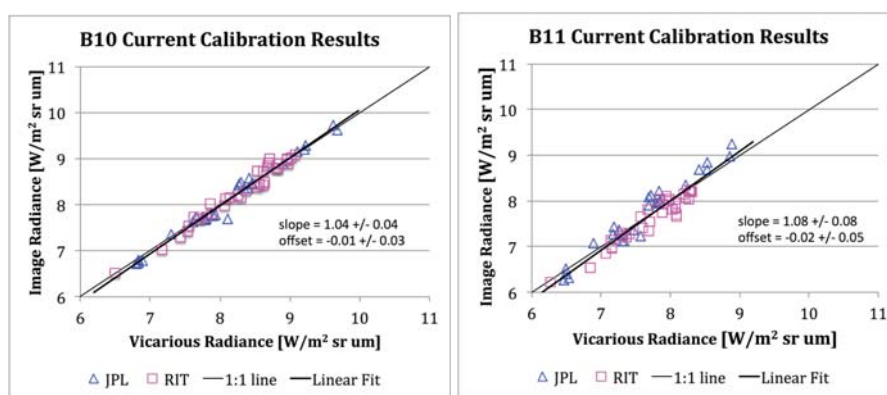 B10 Current Calibration Results
Image Radiance [W/m² sr um]
11
10
9
8
7
6
slope = 1.04 +/- 0.04
offset = -0.01 +/- 0.03
6 7 8 9 10 11
Vicarious Radiance [W/m² sr um]
JPL RIT 1:1 line Linear Fit
B11 Current Calibration Results
Image Radiance [W/m² sr um]
11
10
9
8
7
6
slope = 1.08 +/- 0.08
offset = -0.02 +/- 0.05
6 7 8 9 10 11
Vicarious Radiance [W/m² sr um]
JPL RIT 1:1 line Linear Fit